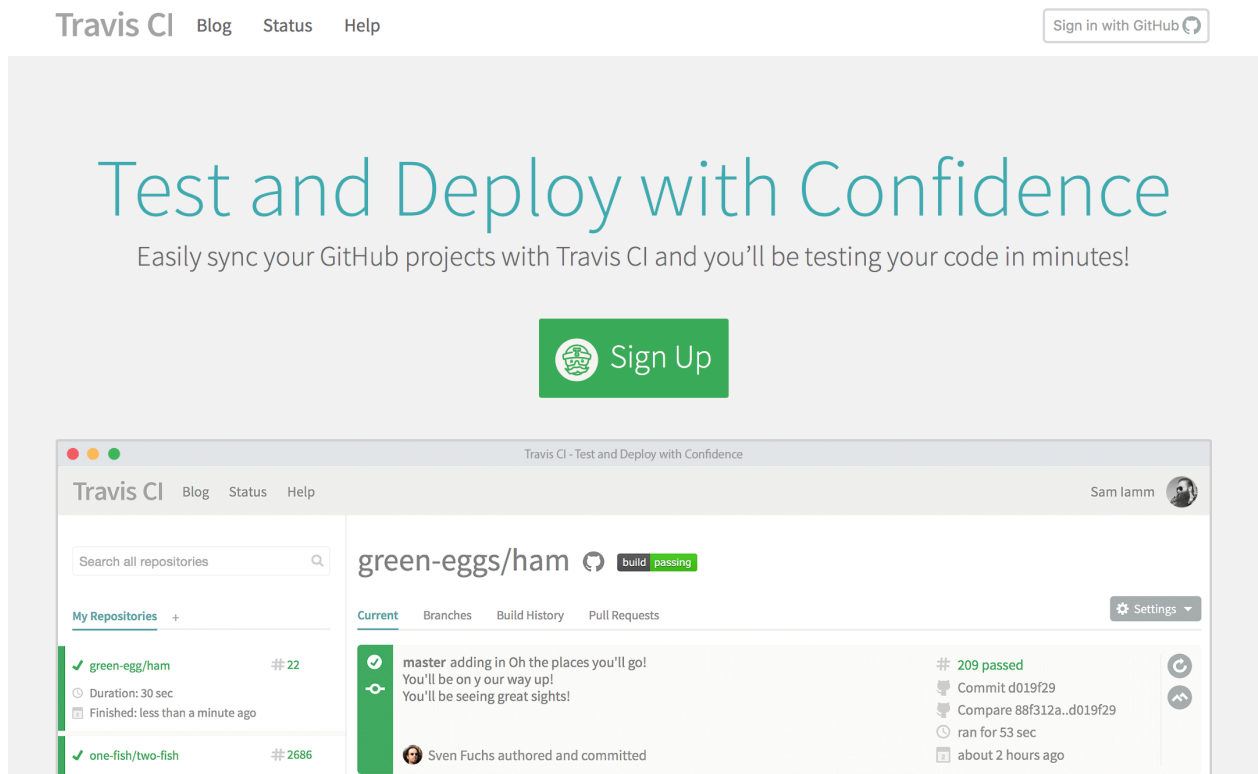 Travis CI Blog Status Help Sign in with GitHub
Test and Deploy with Confidence
Easily sync your GitHub projects with Travis CI and you’ll be testing your code in minutes!
Sign Up
Travis CI - Test and Deploy with Confidence
Travis CI Blog Status Help Sam Iamm
Search all repositories
My Repositories +
green-egg/ham # 22
Duration: 30 sec
Finished: less than a minute ago
one-fish/two-fish # 2686
green-eggs/ham build passing
Current Branches Build History Pull Requests Settings
master adding in Oh the places you'll go!
You'll be on y our way up!
You'll be seeing great sights!
Sven Fuchs authored and committed
# 209 passed
Commit d019f29
Compare 88f312a..d019f29
ran for 53 sec
about 2 hours ago